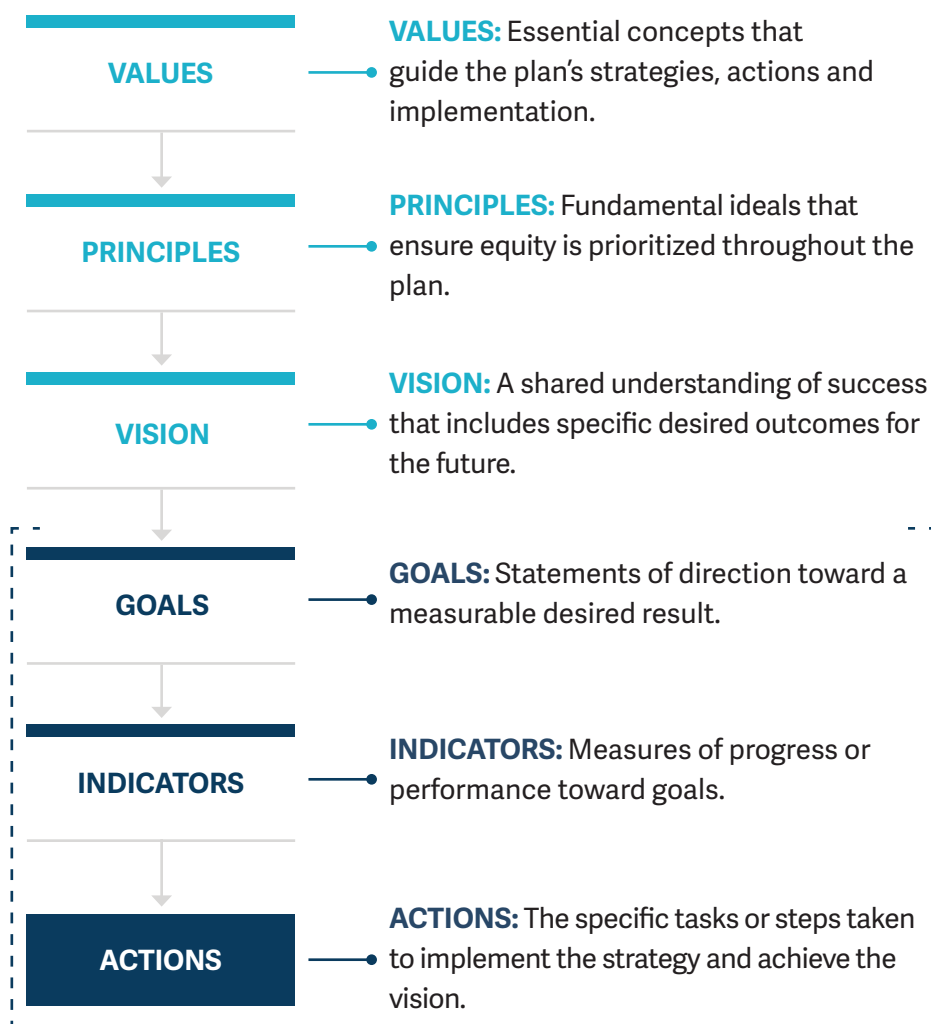 VALUES
VALUES: Essential concepts that
guide the plan’s strategies, actions and
implementation.
PRINCIPLES
PRINCIPLES: Fundamental ideals that
ensure equity is prioritized throughout the
plan.
VISION
VISION: A shared understanding of success
that includes specific desired outcomes for
the future.
GOALS
GOALS: Statements of direction toward a
measurable desired result.
INDICATORS
INDICATORS: Measures of progress or
performance toward goals.
ACTIONS
ACTIONS: The specific tasks or steps taken
to implement the strategy and achieve the
vision.